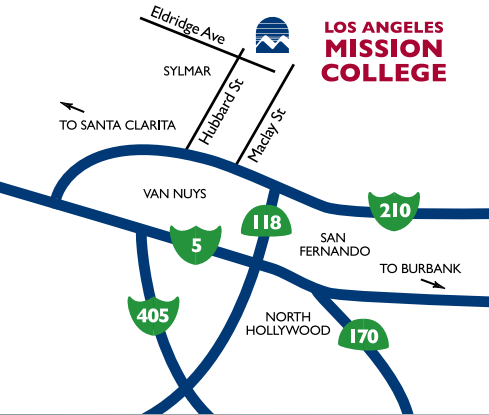 Eldridge Ave
LOS ANGELES
MISSION
COLLEGE
SYLMAR
Hubbard St
Maclay St
TO SANTA CLARITA
VAN NUYS
118
210
5
SAN
FERNANDO
TO BURBANK
405
NORTH
HOLLYWOOD
170